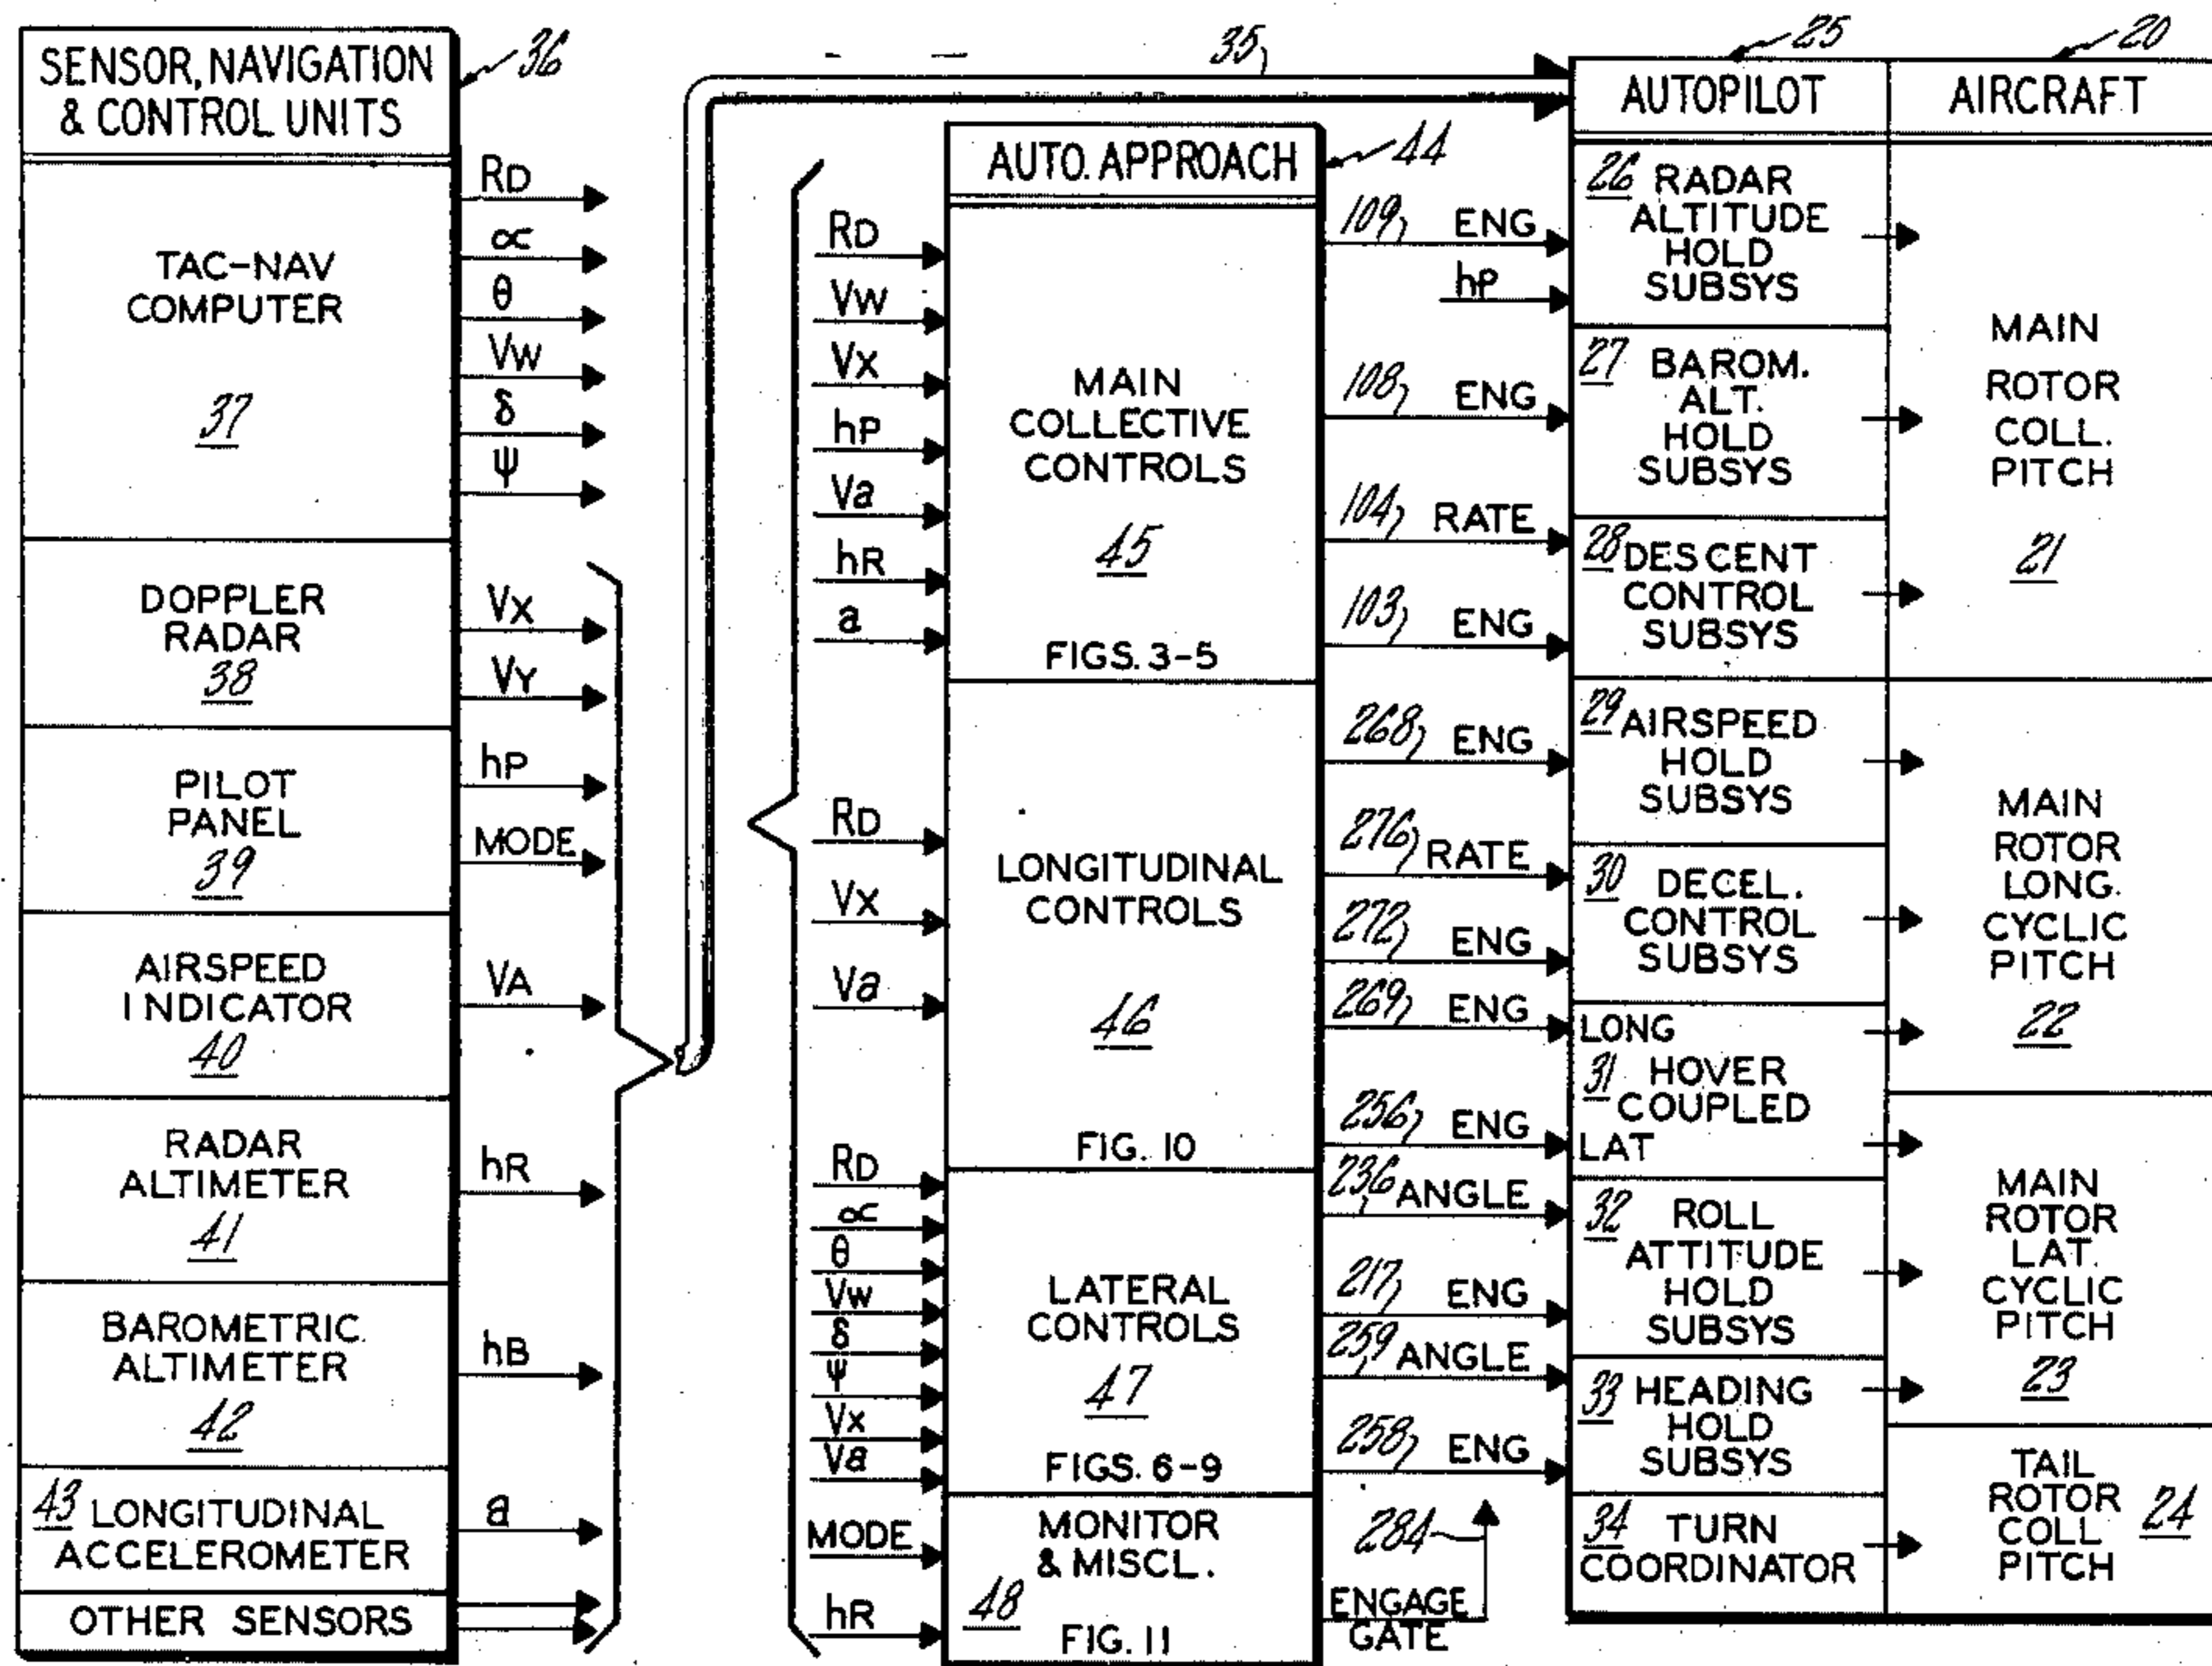 SENSOR, NAVIGATION
& CONTROL UNITS
36
TAC-NAV
COMPUTER
37
RD
∝
θ
VW
δ
ψ
DOPPLER
RADAR
38
VX
VY
PILOT
PANEL
39
hP
MODE
AIRSPEED
INDICATOR
40
VA
RADAR
ALTIMETER
41
hR
BAROMETRIC.
ALTIMETER
42
hB
43 LONGITUDINAL
ACCELEROMETER
a
OTHER SENSORS
35
AUTO. APPROACH
44
RD
VW
VX
hP
Va
hR
a
MAIN
COLLECTIVE
CONTROLS
45
FIGS. 3-5
RD
VX
Va
LONGITUDINAL
CONTROLS
46
FIG. 10
RD
∝
θ
VW
δ
ψ
VX
Va
LATERAL
CONTROLS
47
FIGS. 6-9
MODE
hR
MONITOR
& MISCL.
48
FIG. 11
109 ENG
hP
108 ENG
104 RATE
103 ENG
268 ENG
276 RATE
272 ENG
269 ENG
256 ENG
236 ANGLE
217 ENG
259 ANGLE
258 ENG
284
ENGAGE
GATE
25
AUTOPILOT
26 RADAR
ALTITUDE
HOLD
SUBSYS
27 BAROM.
ALT.
HOLD
SUBSYS
28 DESCENT
CONTROL
SUBSYS
29 AIRSPEED
HOLD
SUBSYS
30 DECEL.
CONTROL
SUBSYS
LONG
31 HOVER
COUPLED
LAT
32 ROLL
ATTITUDE
HOLD
SUBSYS
33 HEADING
HOLD
SUBSYS
34 TURN
COORDINATOR
20
AIRCRAFT
MAIN
ROTOR
COLL.
PITCH
21
MAIN
ROTOR
LONG.
CYCLIC
PITCH
22
MAIN
ROTOR
LAT.
CYCLIC
PITCH
23
TAIL
ROTOR
COLL
PITCH
24